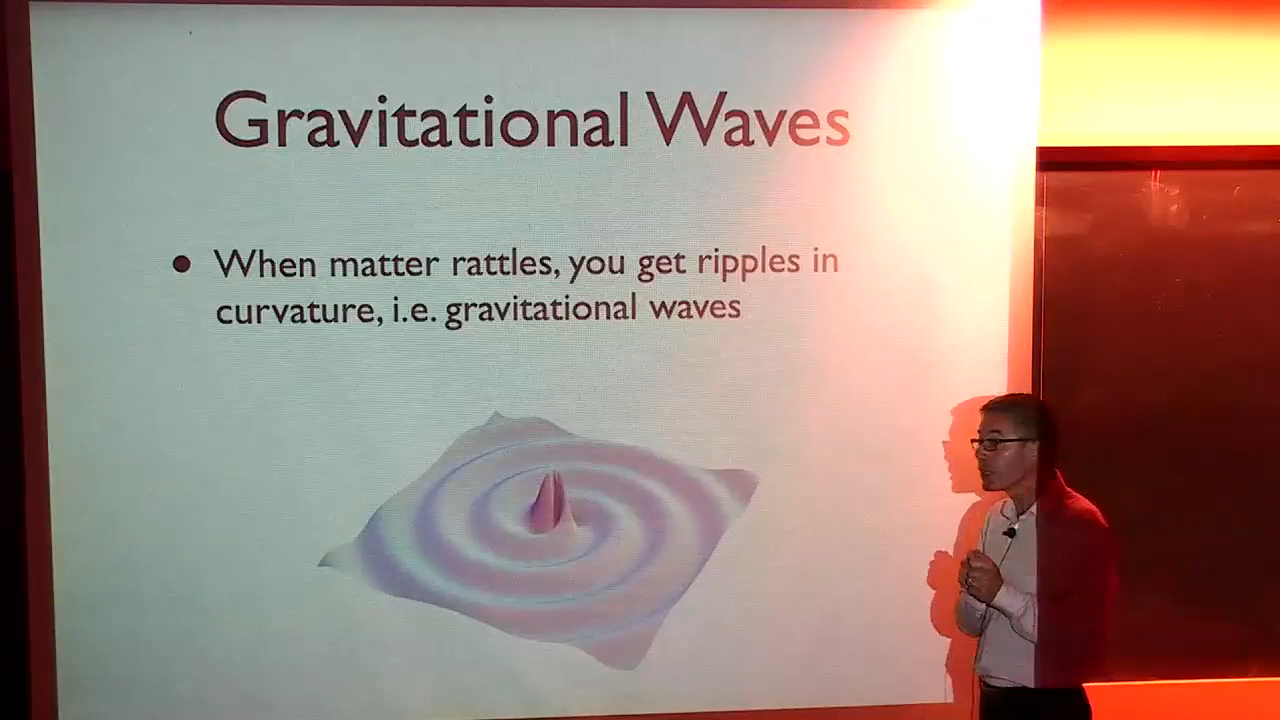 Gravitational Waves
• When matter rattles, you get ripples in
curvature, i.e. gravitational waves